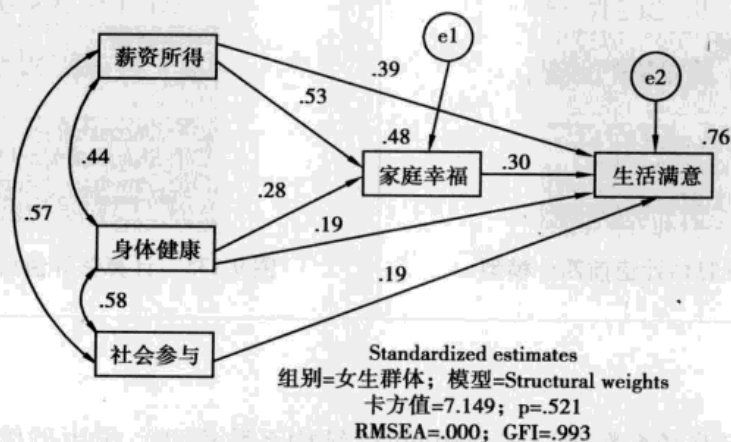 e1
e2
薪资所得
.39
.53
.48
.76
.44
家庭幸福
.30
生活满意
.28
.57
.19
身体健康
.19
.58
社会参与
Standardized estimates
组别=女生群体；模型=Structural weights
卡方值=7.149；p=.521
RMSEA=.000；GFI=.993